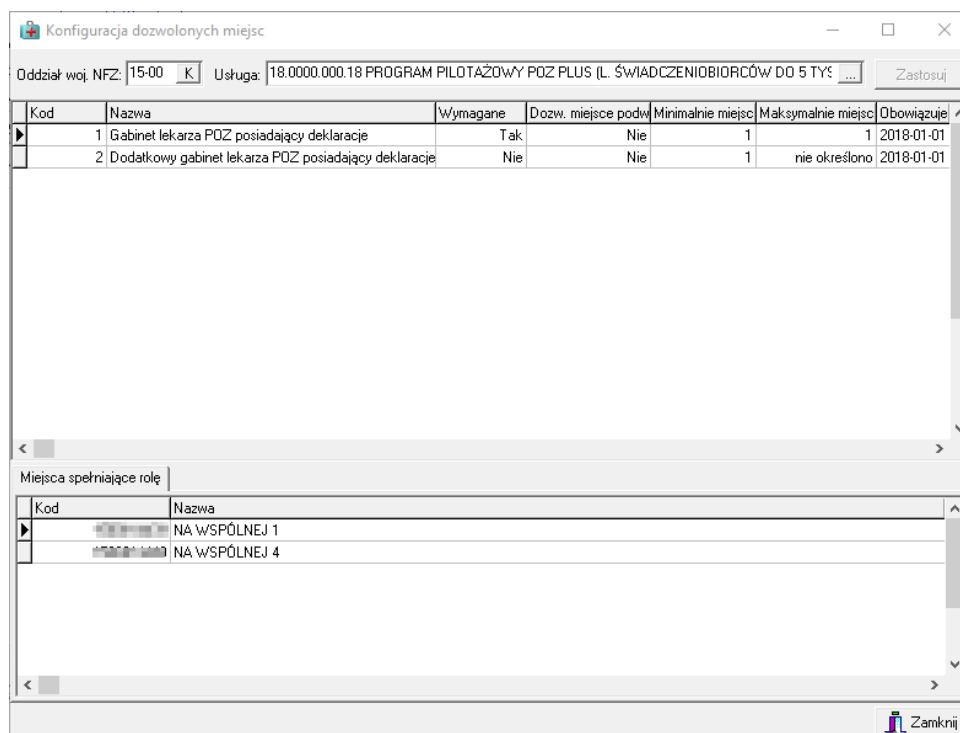 Konfiguracja dozwolonych miejsc
Oddział woj. NFZ: 15-00 K Usługa: 18.0000.000.18 PROGRAM PILOTAŻOWY POZ PLUS (L. ŚWIADCZENIOBIORCÓW DO 5 TYS ... Zastosuj
Kod Nazwa Wymagane Dozw. miejsce podw Minimalnie miejsc Maksymalnie miejsc Obowiązuje
1 Gabinet lekarza POZ posiadający deklaracje Tak Nie 1 1 2018-01-01
2 Dodatkowy gabinet lekarza POZ posiadający deklaracje Nie Nie 1 nie określono 2018-01-01
Miejsca spełniające rolę
Kod Nazwa
NA WSPÓLNEJ 1
NA WSPÓLNEJ 4
Zamknij